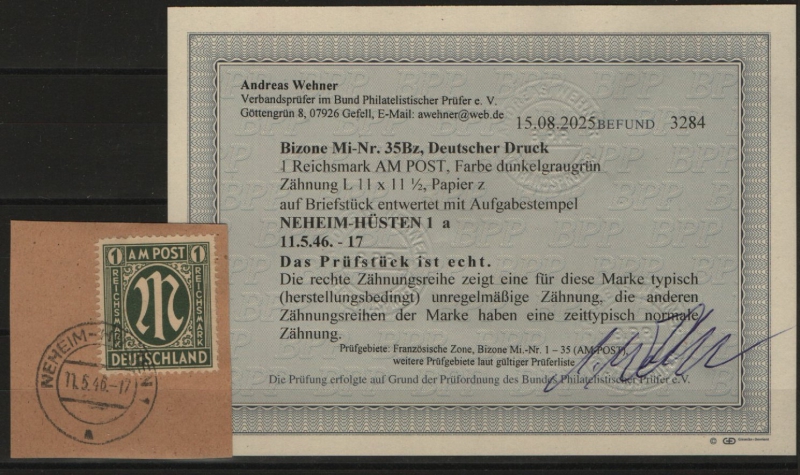 Andreas Wehner
Verbandsprüfer im Bund Philatelistischer Prüfer e. V.
Göttengrün 8, 07926 Gefell, E-Mail: awehner@web.de
15.08.2025 BEFUND 3284
Bizone Mi-Nr. 35Bz, Deutscher Druck
1 Reichsmark AM POST, Farbe dunkelgraugrün
Zähnung L 11 x 11 ½, Papier z
auf Briefstück entwertet mit Aufgabestempel
NEHEIM-HÜSTEN 1 a
11.5.46. - 17
Das Prüfstück ist echt.
Die rechte Zähnungsreihe zeigt eine für diese Marke typisch
(herstellungsbedingt) unregelmäßige Zähnung, die anderen
Zähnungsreihen der Marke haben eine zeittypisch normale
Zähnung.
Prüfgebiete: Französische Zone, Bizone Mi.-Nr. 1 – 35 (AM POST),
weitere Prüfgebiete laut gültiger Prüferliste
Die Prüfung erfolgte auf Grund der Prüfordnung des Bundes Philatelistischer Prüfer e.V.
1 AM POST 1
REICHSMARK
M
REICHSMARK
DEUTSCHLAND
NEHEIM-H
EN 1
11.5.46.-17
a
BPP